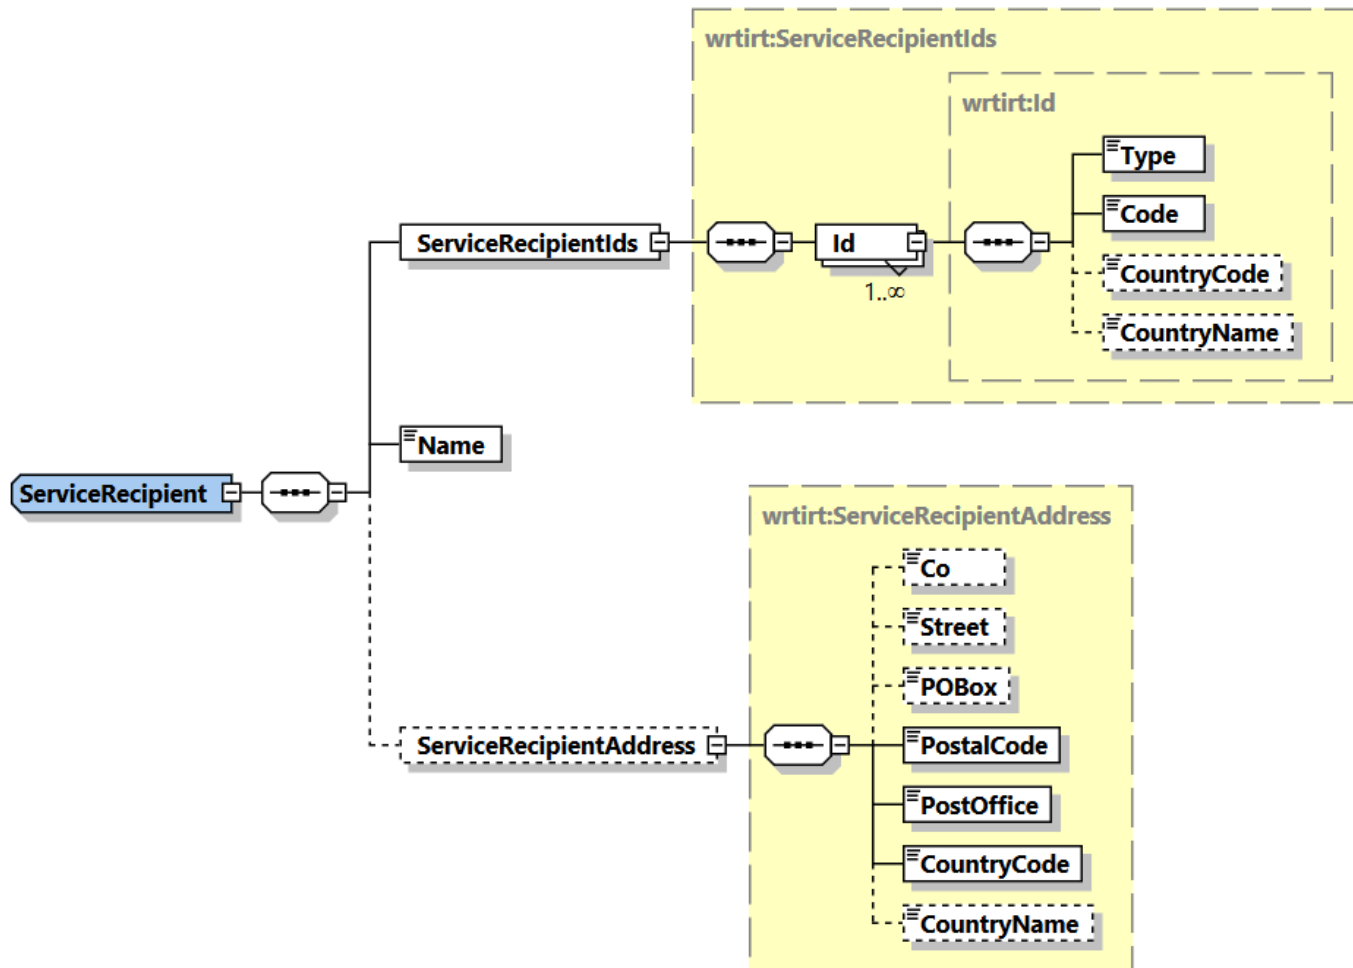 wrtirt:ServiceRecipientIds
wrtirt:Id
Type
Code
ServiceRecipientIds
Id
CountryCode
1..∞
CountryName
Name
ServiceRecipient
wrtirt:ServiceRecipientAddress
Co
Street
POBox
ServiceRecipientAddress
PostalCode
PostOffice
CountryCode
CountryName